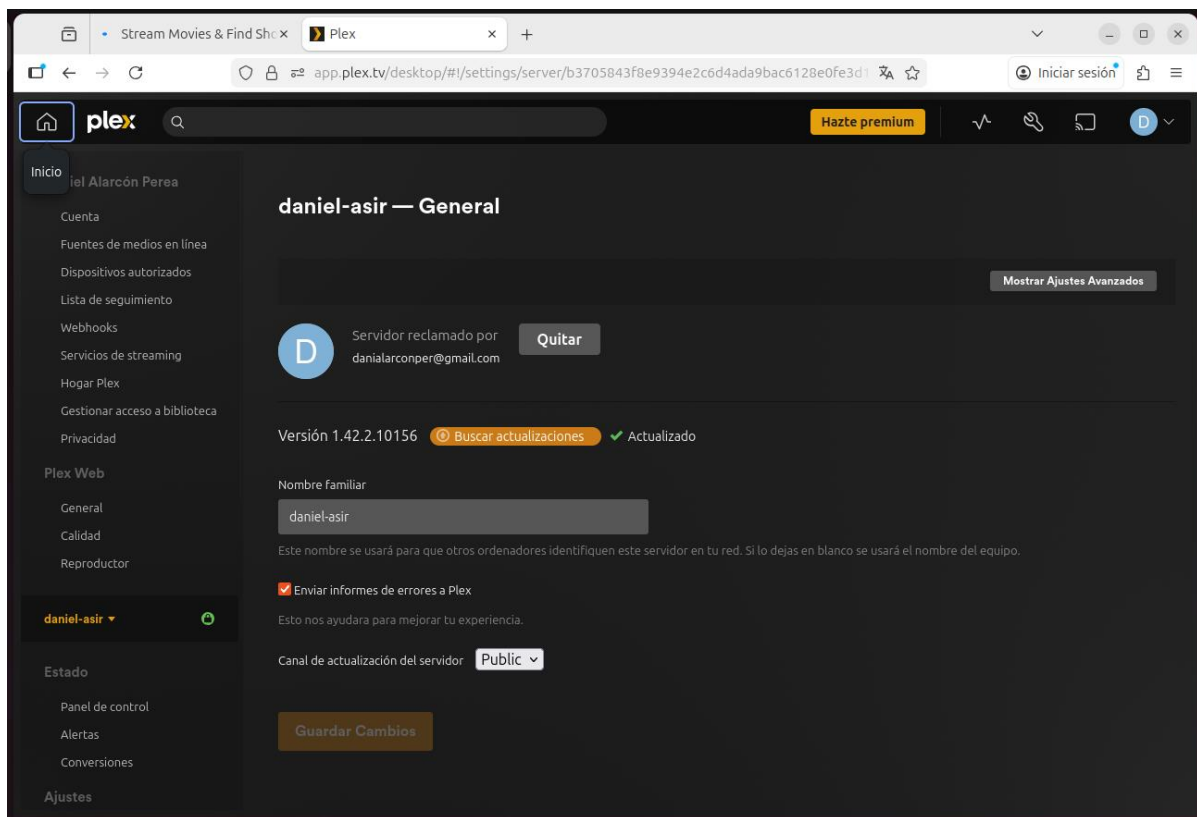 Stream Movies & Find Sho
Plex
app.plex.tv/desktop/#!/settings/server/b3705843f8e9394e2c6d4ada9bac6128e0fe3d1
Iniciar sesión
plex
Hazte premium
D
Inicio
iel Alarcón Perea
Cuenta
Fuentes de medios en línea
Dispositivos autorizados
Lista de seguimiento
Webhooks
Servicios de streaming
Hogar Plex
Gestionar acceso a biblioteca
Privacidad
Plex Web
General
Calidad
Reproductor
daniel-asir
Estado
Panel de control
Alertas
Conversiones
Ajustes
daniel-asir — General
Mostrar Ajustes Avanzados
D
Servidor reclamado por
danialarconper@gmail.com
Quitar
Versión 1.42.2.10156 Buscar actualizaciones Actualizado
Nombre familiar
daniel-asir
Este nombre se usará para que otros ordenadores identifiquen este servidor en tu red. Si lo dejas en blanco se usará el nombre del equipo.
Enviar informes de errores a Plex
Esto nos ayudara para mejorar tu experiencia.
Canal de actualización del servidor Public
Guardar Cambios